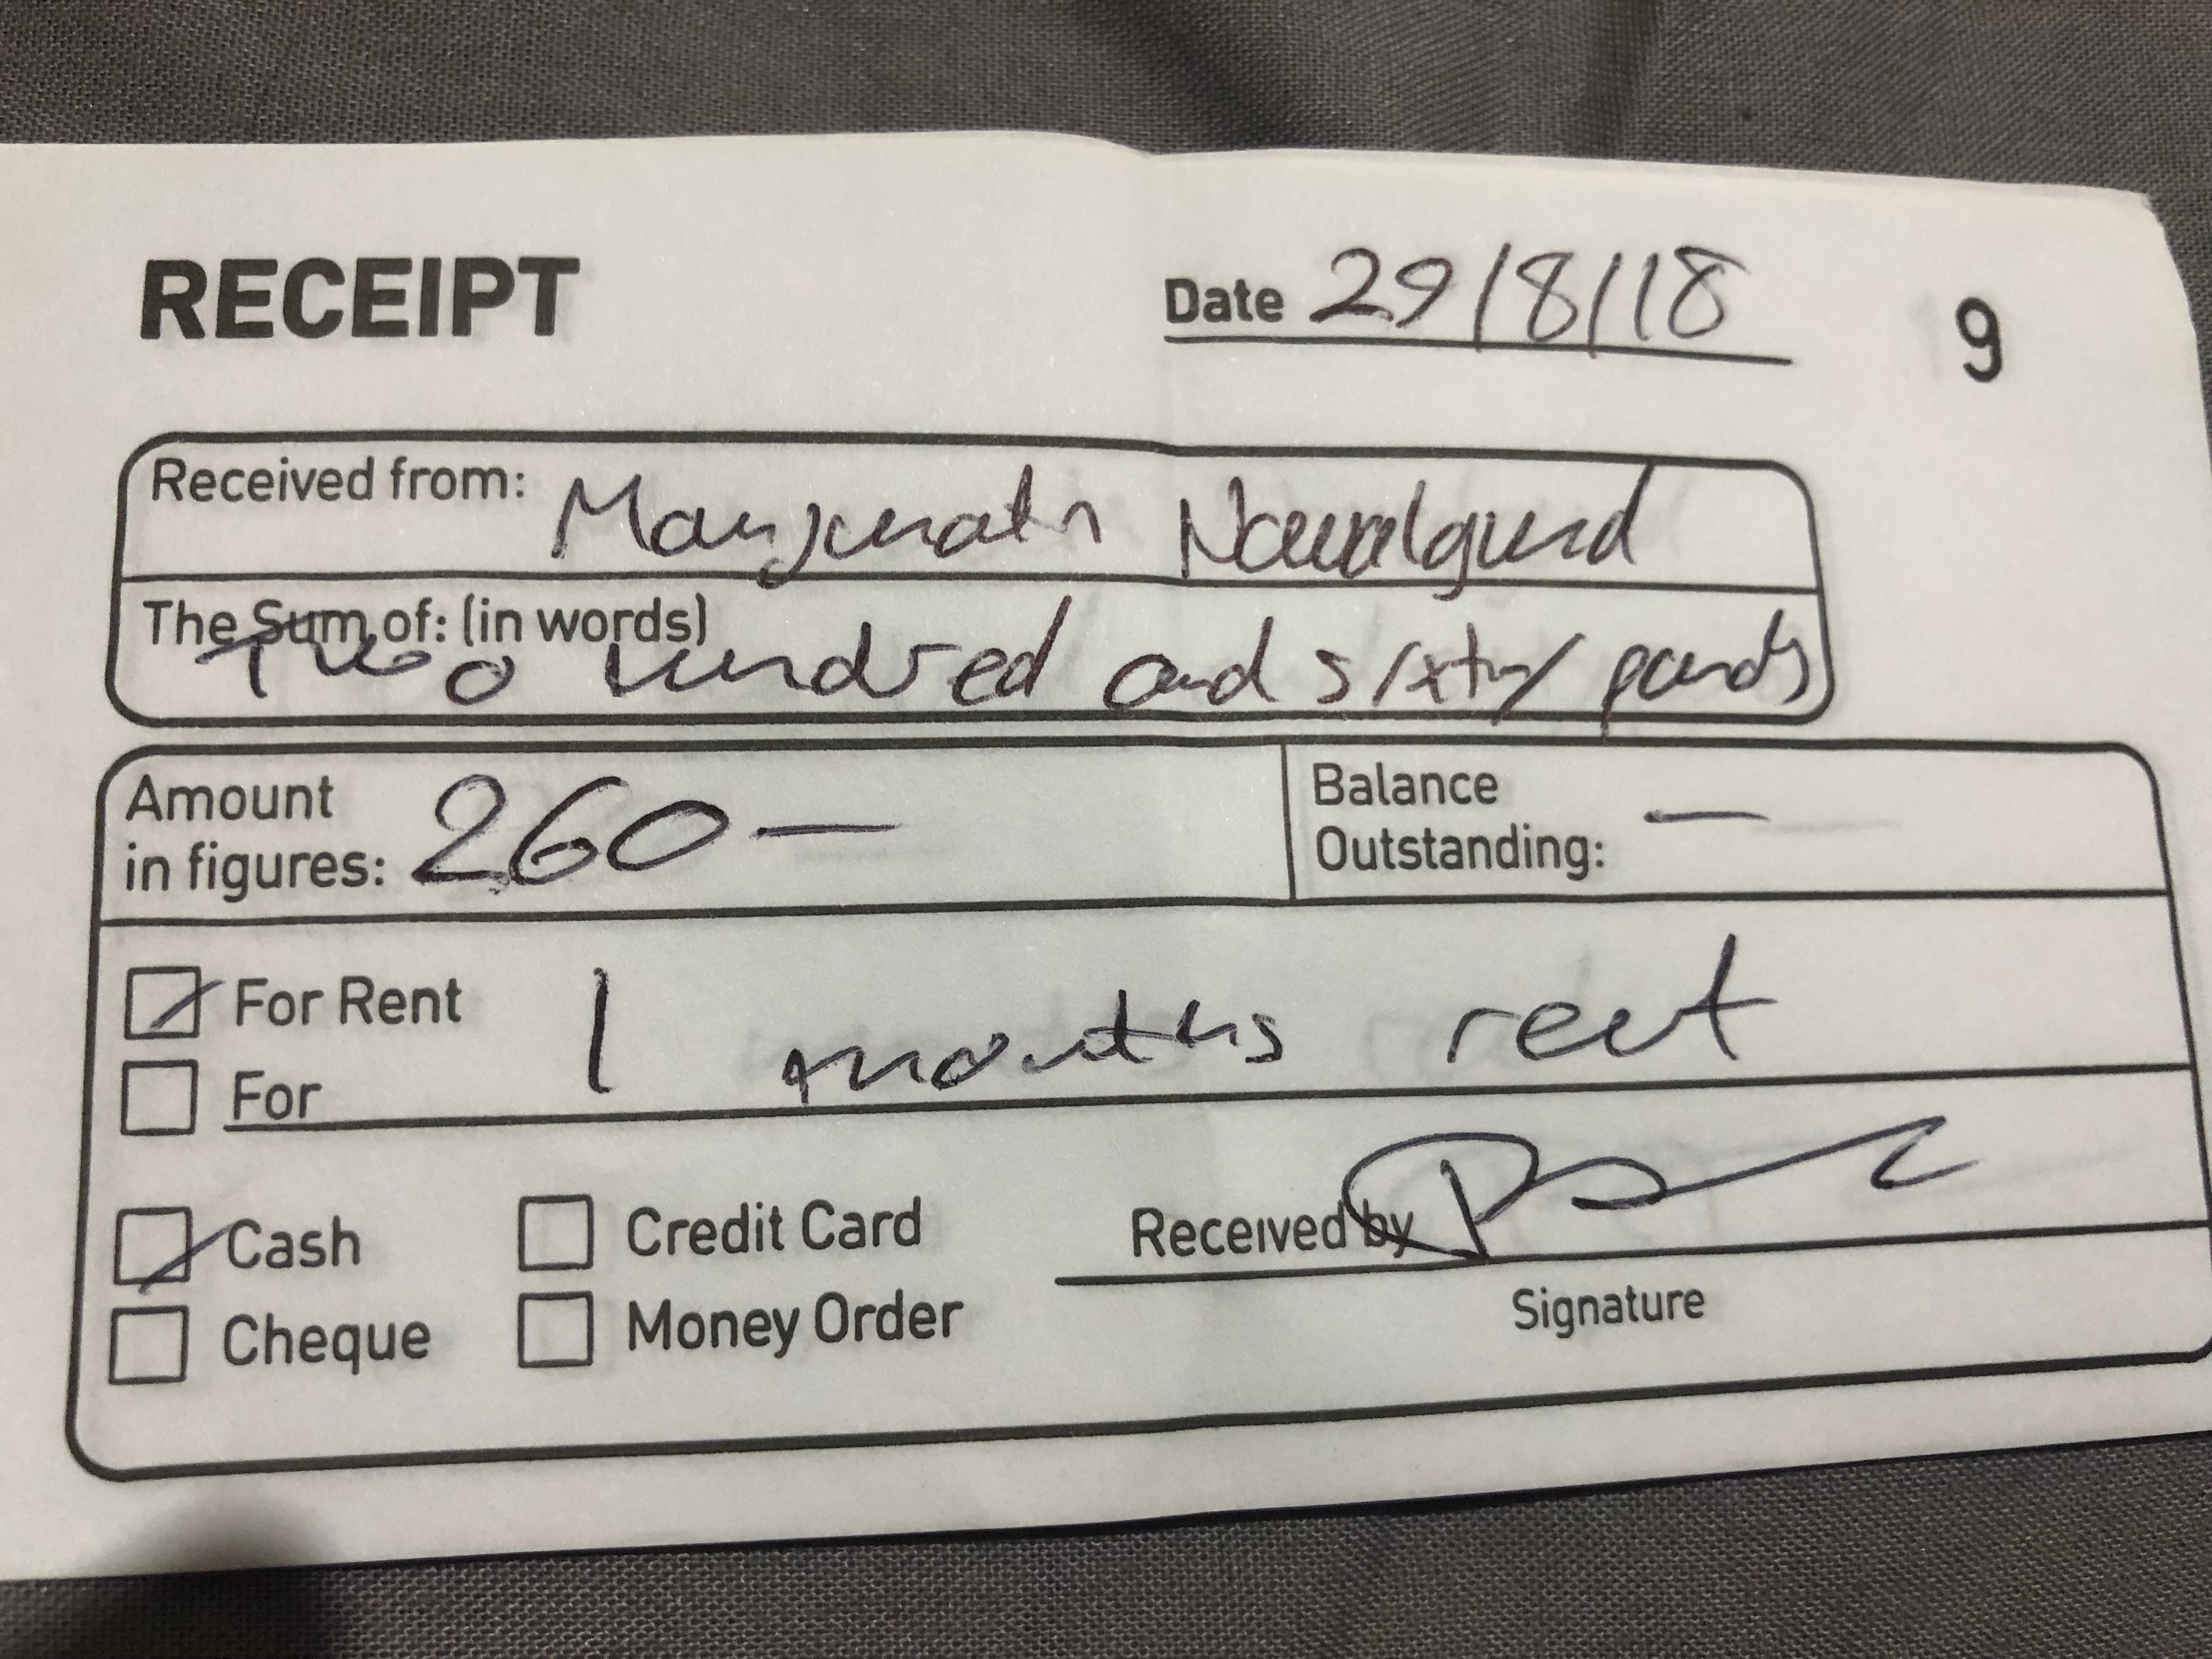 RECEIPT
Date 29/8/18
9
Received from: Manjunath Nawalgund
The Sum of: (in words)
Two hundred and sixty pounds
Amount
in figures: 260 —
Balance
Outstanding: —
For Rent 1 months rent
For
Cash
Credit Card
Received by
Cheque
Money Order
Signature